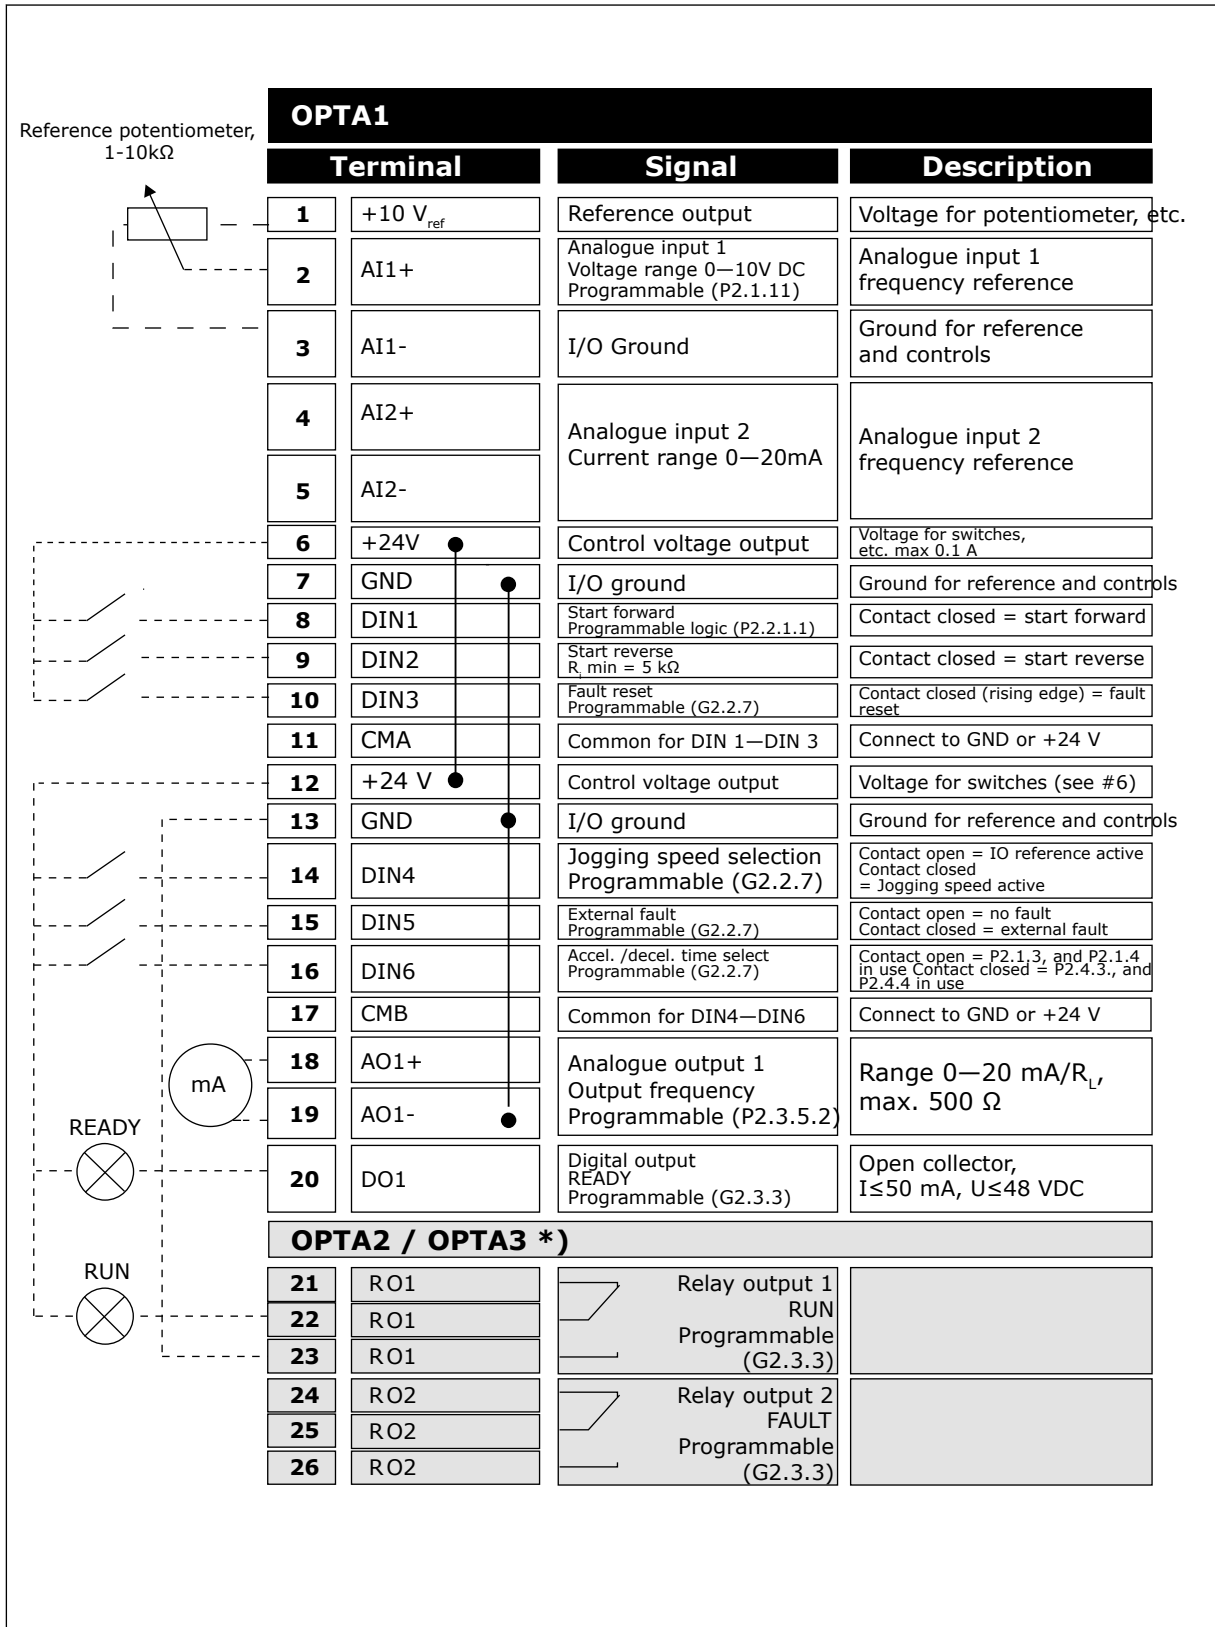 Reference potentiometer,
1-10kΩ
OPTA1
Terminal Signal Description
1 +10 Vref Reference output Voltage for potentiometer, etc.
2 AI1+ Analogue input 1
Voltage range 0—10V DC
Programmable (P2.1.11)
Analogue input 1
frequency reference
3 AI1- I/O Ground Ground for reference
and controls
4 AI2+
5 AI2-
Analogue input 2
Current range 0—20mA
Analogue input 2
frequency reference
6 +24V Control voltage output Voltage for switches,
etc. max 0.1 A
7 GND I/O ground Ground for reference and controls
8 DIN1 Start forward
Programmable logic (P2.2.1.1)
Contact closed = start forward
9 DIN2 Start reverse
Ri min = 5 kΩ
Contact closed = start reverse
10 DIN3 Fault reset
Programmable (G2.2.7)
Contact closed (rising edge) = fault
reset
11 CMA Common for DIN 1—DIN 3 Connect to GND or +24 V
12 +24 V Control voltage output Voltage for switches (see #6)
13 GND I/O ground Ground for reference and controls
14 DIN4 Jogging speed selection
Programmable (G2.2.7)
Contact open = IO reference active
Contact closed
= Jogging speed active
15 DIN5 External fault
Programmable (G2.2.7)
Contact open = no fault
Contact closed = external fault
16 DIN6 Accel. /decel. time select
Programmable (G2.2.7)
Contact open = P2.1.3, and P2.1.4
in use Contact closed = P2.4.3., and
P2.4.4 in use
17 CMB Common for DIN4—DIN6 Connect to GND or +24 V
mA
18 AO1+
19 AO1-
Analogue output 1
Output frequency
Programmable (P2.3.5.2)
Range 0—20 mA/RL,
max. 500 Ω
READY
20 DO1 Digital output
READY
Programmable (G2.3.3)
Open collector,
I≤50 mA, U≤48 VDC
OPTA2 / OPTA3 *)
RUN
21 RO1
22 RO1
23 RO1
Relay output 1
RUN
Programmable
(G2.3.3)
24 RO2
25 RO2
26 RO2
Relay output 2
FAULT
Programmable
(G2.3.3)